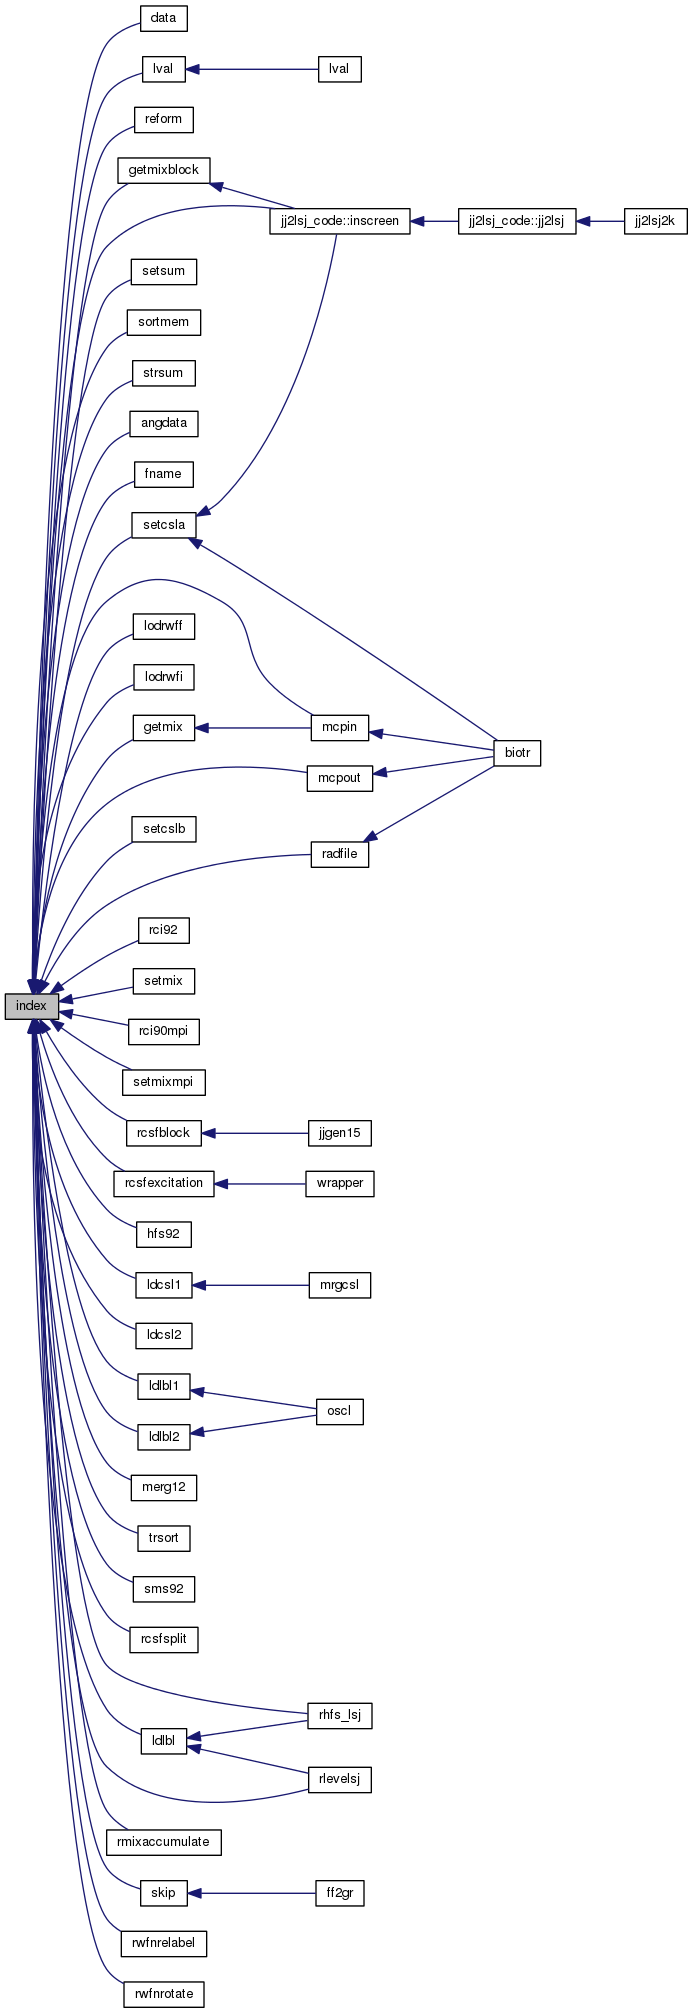 data
lval
lval
reform
getmixblock
jj2lsj_code::inscreen
jj2lsj_code::jj2lsj
jj2lsj2k
setsum
sortmem
strsum
angdata
fname
setcsla
lodrwff
lodrwfi
getmix
mcpin
biotr
mcpout
setcslb
radfile
rci92
setmix
index
rci90mpi
setmixmpi
rcsfblock
jjgen15
rcsfexcitation
wrapper
hfs92
ldcsl1
mrgcsl
ldcsl2
ldlbl1
oscl
ldlbl2
merg12
trsort
sms92
rcsfsplit
rhfs_lsj
ldlbl
rlevelsj
rmixaccumulate
skip
ff2gr
rwfnrelabel
rwfnrotate